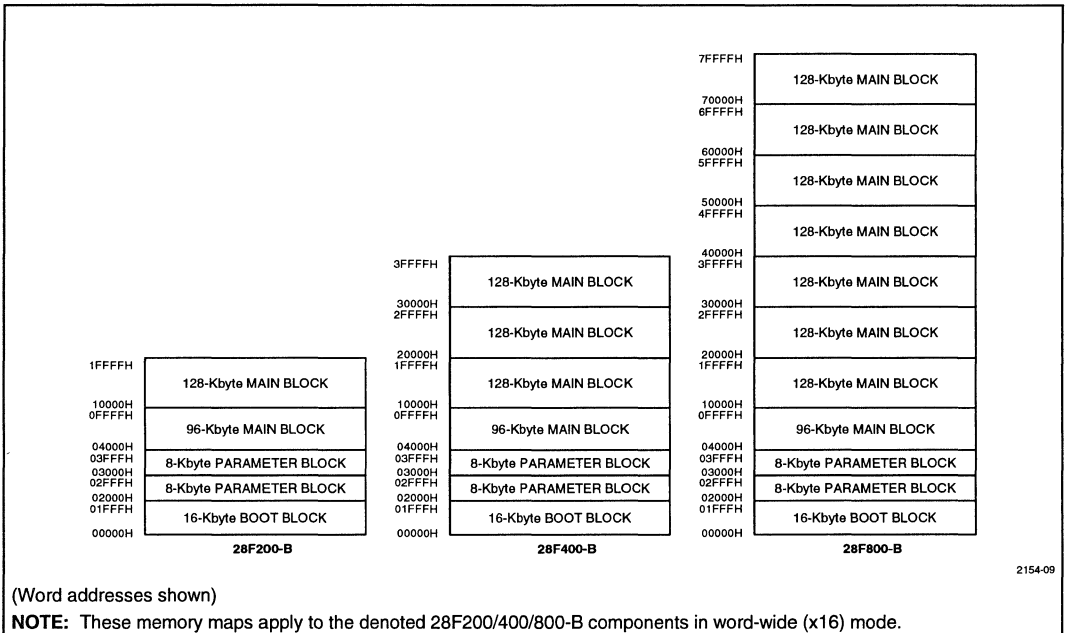 7FFFFH
128-Kbyte MAIN BLOCK
70000H
6FFFFH
128-Kbyte MAIN BLOCK
60000H
5FFFFH
128-Kbyte MAIN BLOCK
50000H
4FFFFH
128-Kbyte MAIN BLOCK
3FFFFH 40000H
3FFFFH
128-Kbyte MAIN BLOCK 128-Kbyte MAIN BLOCK
30000H 30000H
2FFFFH 2FFFFH
128-Kbyte MAIN BLOCK 128-Kbyte MAIN BLOCK
20000H 20000H
1FFFFH 1FFFFH 1FFFFH
128-Kbyte MAIN BLOCK 128-Kbyte MAIN BLOCK 128-Kbyte MAIN BLOCK
10000H 10000H 10000H
0FFFFH 0FFFFH 0FFFFH
96-Kbyte MAIN BLOCK 96-Kbyte MAIN BLOCK 96-Kbyte MAIN BLOCK
04000H 04000H 04000H
03FFFH 03FFFH 03FFFH
8-Kbyte PARAMETER BLOCK 8-Kbyte PARAMETER BLOCK 8-Kbyte PARAMETER BLOCK
03000H 03000H 03000H
02FFFH 02FFFH 02FFFH
8-Kbyte PARAMETER BLOCK 8-Kbyte PARAMETER BLOCK 8-Kbyte PARAMETER BLOCK
02000H 02000H 02000H
01FFFH 01FFFH 01FFFH
16-Kbyte BOOT BLOCK 16-Kbyte BOOT BLOCK 16-Kbyte BOOT BLOCK
00000H 00000H 00000H
28F200-B 28F400-B 28F800-B
2154-09
(Word addresses shown)
NOTE: These memory maps apply to the denoted 28F200/400/800-B components in word-wide (x16) mode.